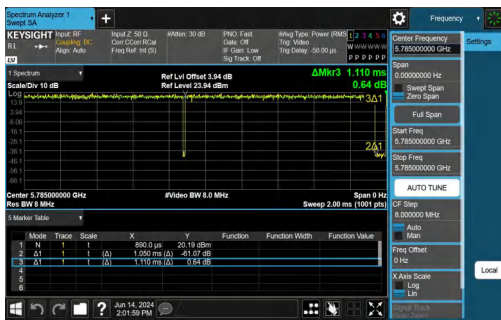 Spectrum Analyzer 1
Swept SA
Frequency
KEYSIGHT Input: RF Input Z: 50 Ω #Atten: 30 dB PNO: Fast #Avg Type: Power (RMS 1 2 3 4 5 6
RL Coupling: DC Corr CCorr RCal Gate: Off Trig: Video W W W W W W
Align: Auto Freq Ref: Int (S) IF Gain: Low Trig Delay: -50.00 µs P P P P P P
Sig Track: Off
LW
1 Spectrum
Ref Lvl Offset 3.94 dB
ΔMkr3 1.110 ms
Scale/Div 10 dB
Ref Level 23.94 dBm
0.64 dB
Log
13.9
3.94
-6.06
-16.1
-26.1
-36.1
-46.1
-56.1
-66.1
3Δ1
2Δ1
Center 5.785000000 GHz
#Video BW 8.0 MHz
Span 0 Hz
Res BW 8 MHz
Sweep 2.00 ms (1001 pts)
5 Marker Table
Mode Trace Scale X Y Function Function Width Function Value
1 N 1 t 890.0 µs 20.19 dBm
2 Δ1 1 t (Δ) 1.050 ms (Δ) -61.07 dB
3 Δ1 1 t (Δ) 1.110 ms (Δ) 0.64 dB
4
5
6
Jun 14, 2024
2:01:59 PM
?
Center Frequency
5.785000000 GHz
Settings
Span
0.00000000 Hz
Swept Span
Zero Span
Full Span
Start Freq
5.785000000 GHz
Stop Freq
5.785000000 GHz
AUTO TUNE
CF Step
8.000000 MHz
Auto
Man
Freq Offset
0 Hz
X Axis Scale
Log
Lin
Local
Signal Track